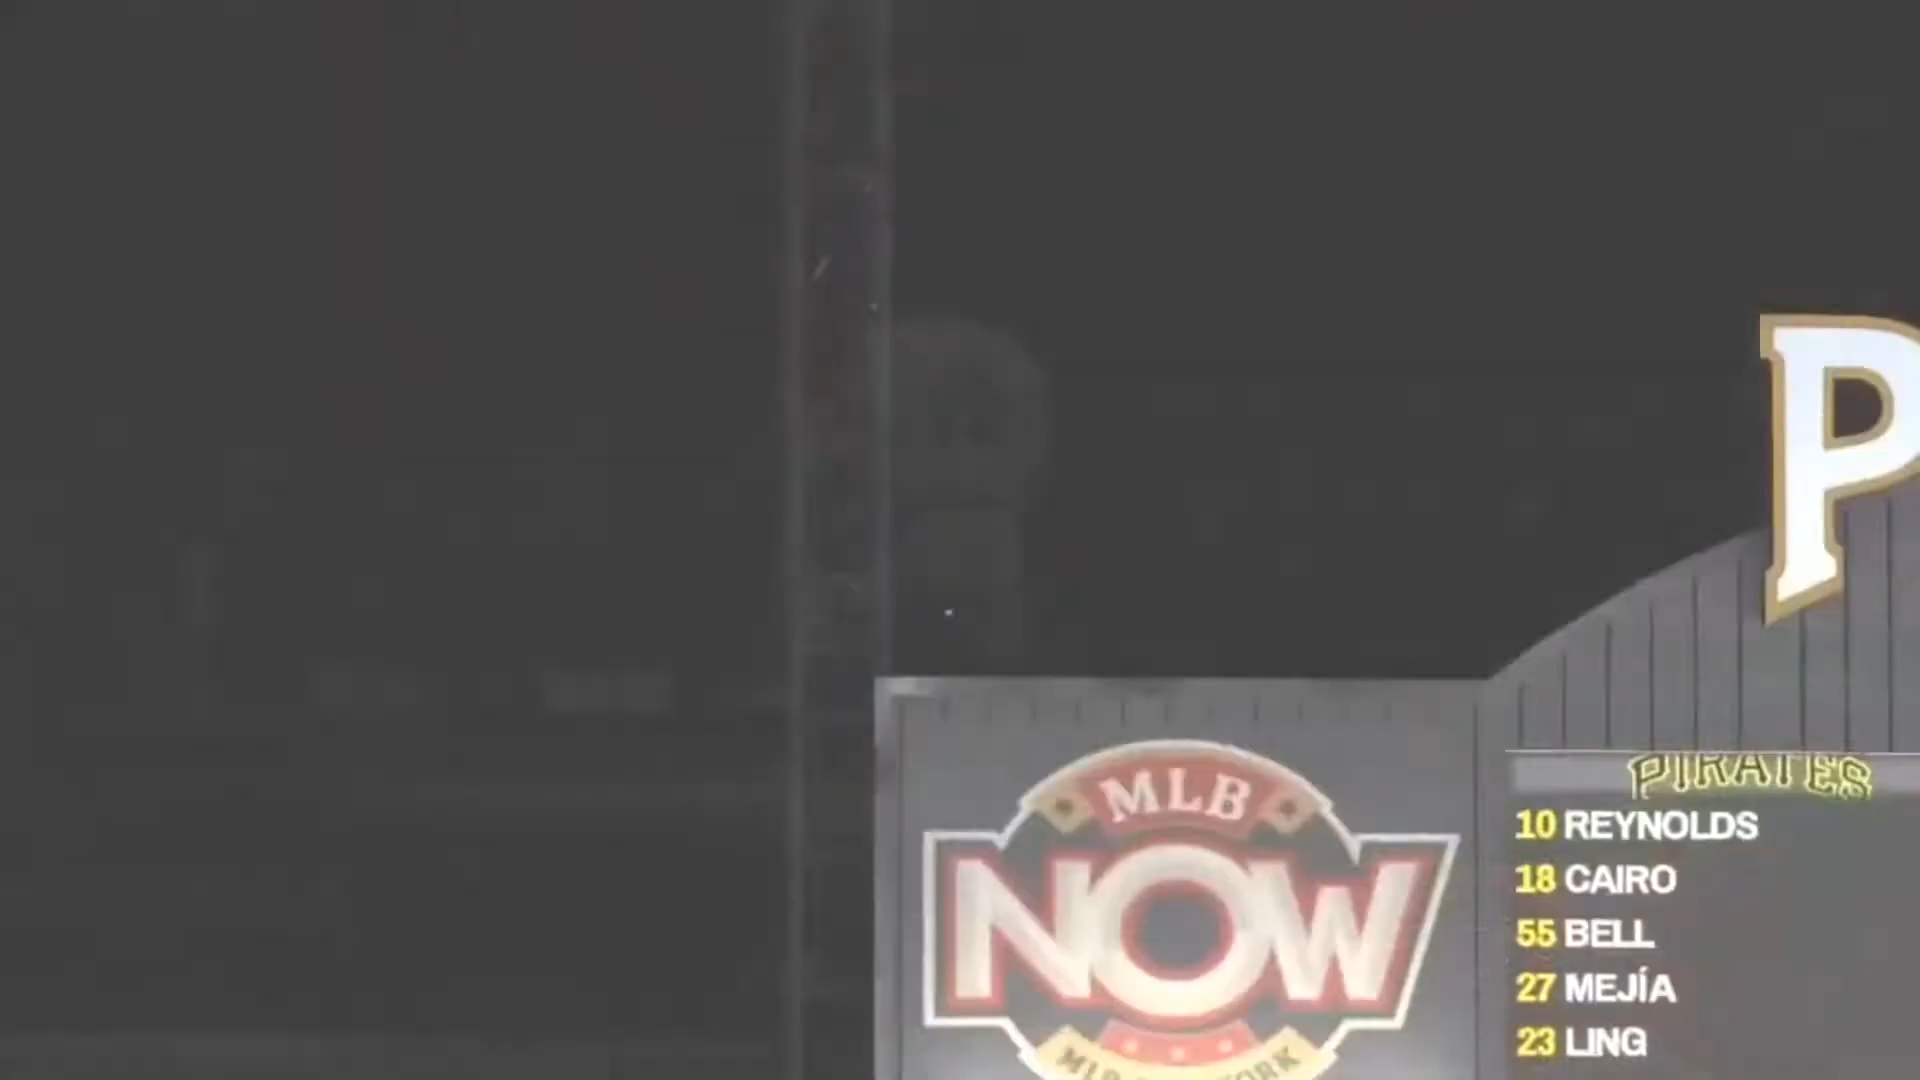 P
MLB
NOW
PIRATES
10 REYNOLDS
18 CAIRO
55 BELL
27 MEJÍA
23 LING